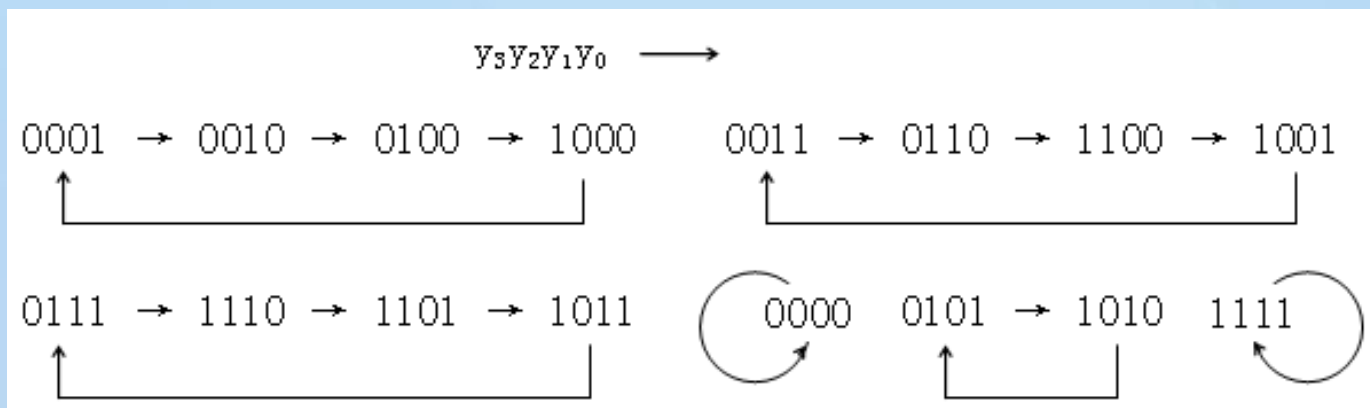 y₃y₂y₁y₀ →
0001 → 0010 → 0100 → 1000 0011 → 0110 → 1100 → 1001
0111 → 1110 → 1101 → 1011 0000 0101 → 1010 1111